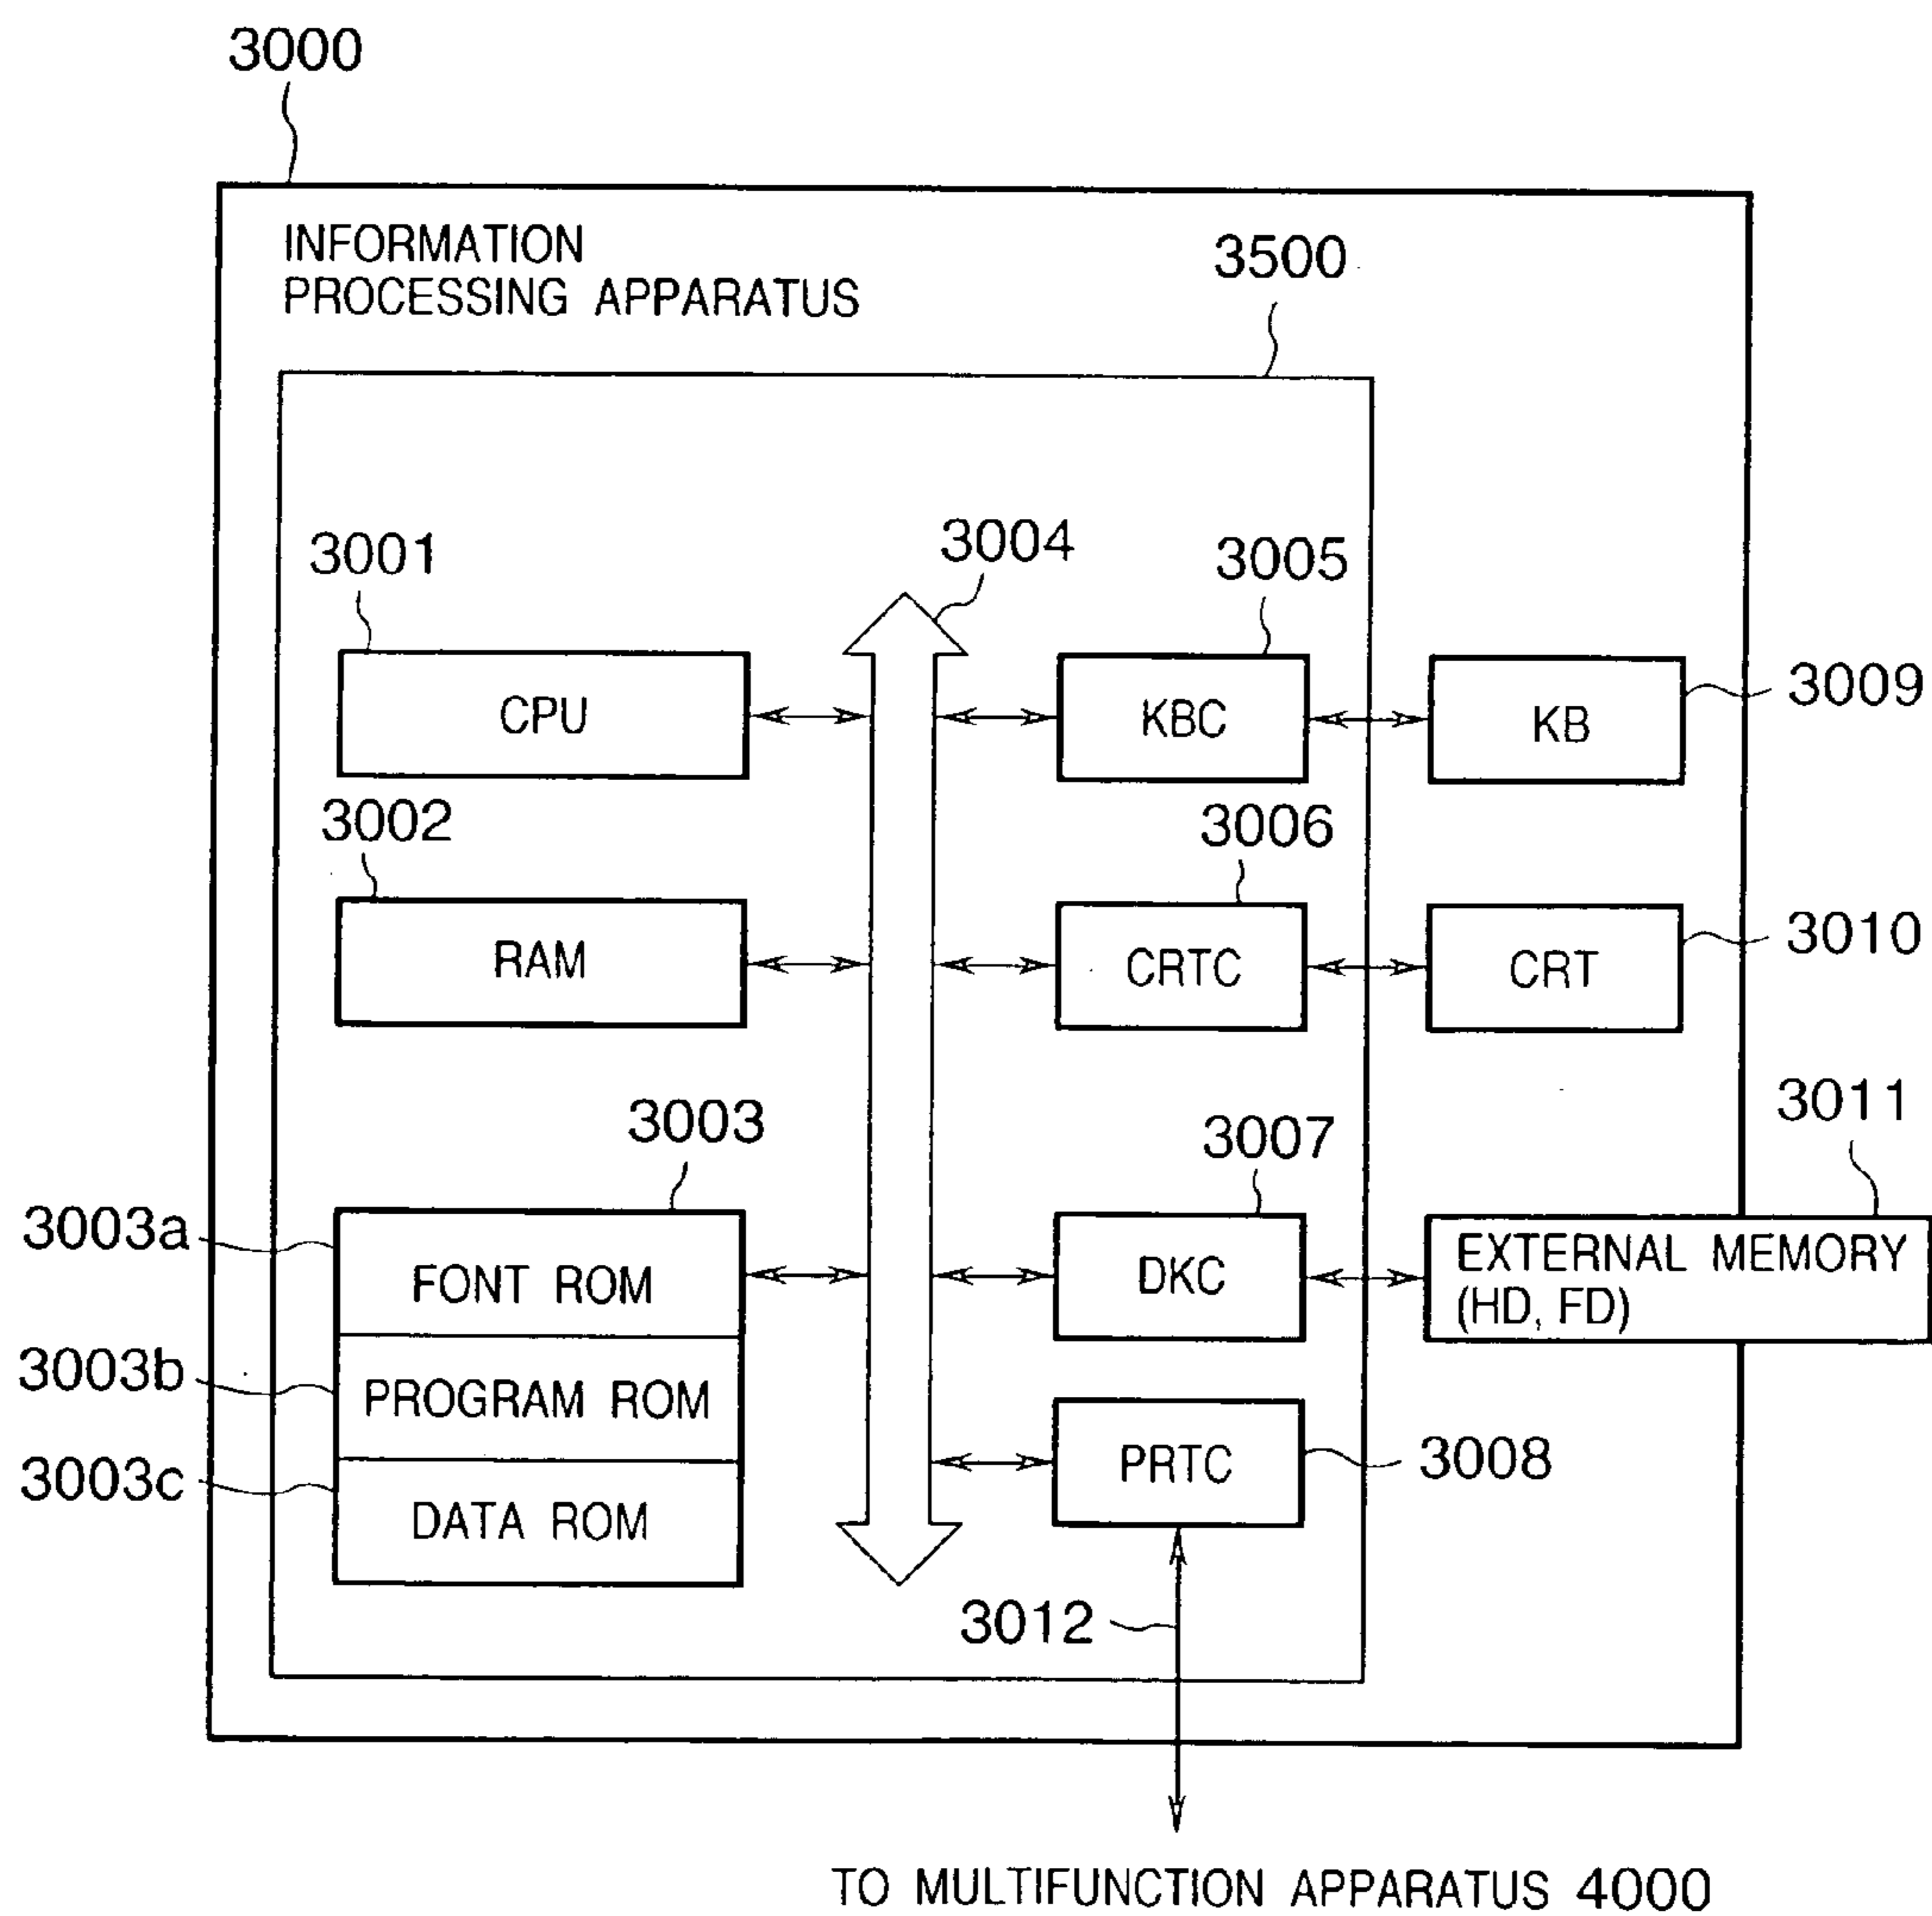 3000
INFORMATION
PROCESSING APPARATUS
3500
3001
3004
3005
CPU
KBC
KB
3009
3002
3006
RAM
CRTC
CRT
3010
3003
3007
3011
3003a
FONT ROM
DKC
EXTERNAL MEMORY
(HD, FD)
3003b
PROGRAM ROM
PRTC
3008
3003c
DATA ROM
3012
TO MULTIFUNCTION APPARATUS 4000